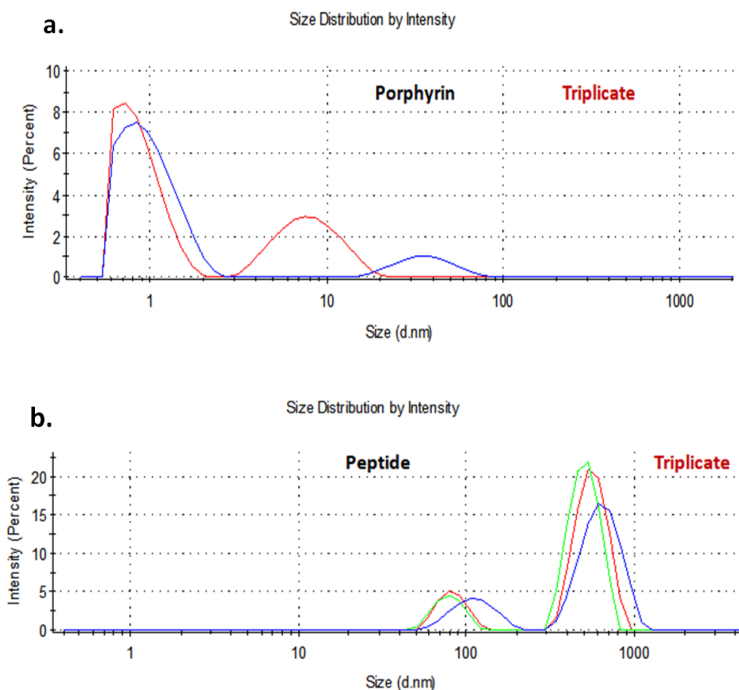 a.
Size Distribution by Intensity
Porphyrin Triplicate
Intensity (Percent)
10
8
6
4
2
0
1 10 100 1000
Size (d.nm)
b.
Size Distribution by Intensity
Peptide Triplicate
Intensity (Percent)
20
15
10
5
0
1 10 100 1000
Size (d.nm)